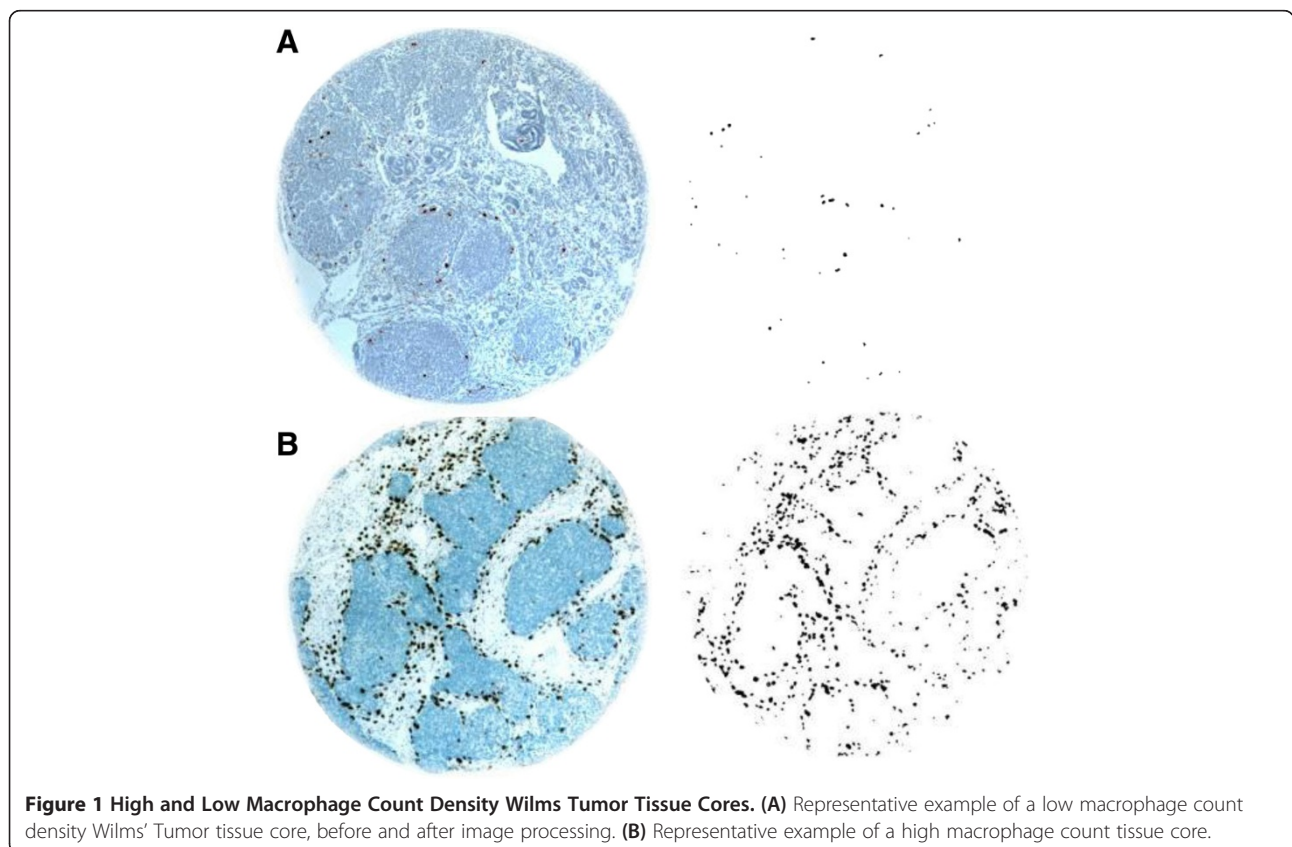 A
B
Figure 1 High and Low Macrophage Count Density Wilms Tumor Tissue Cores. (A) Representative example of a low macrophage count
density Wilms’ Tumor tissue core, before and after image processing. (B) Representative example of a high macrophage count tissue core.